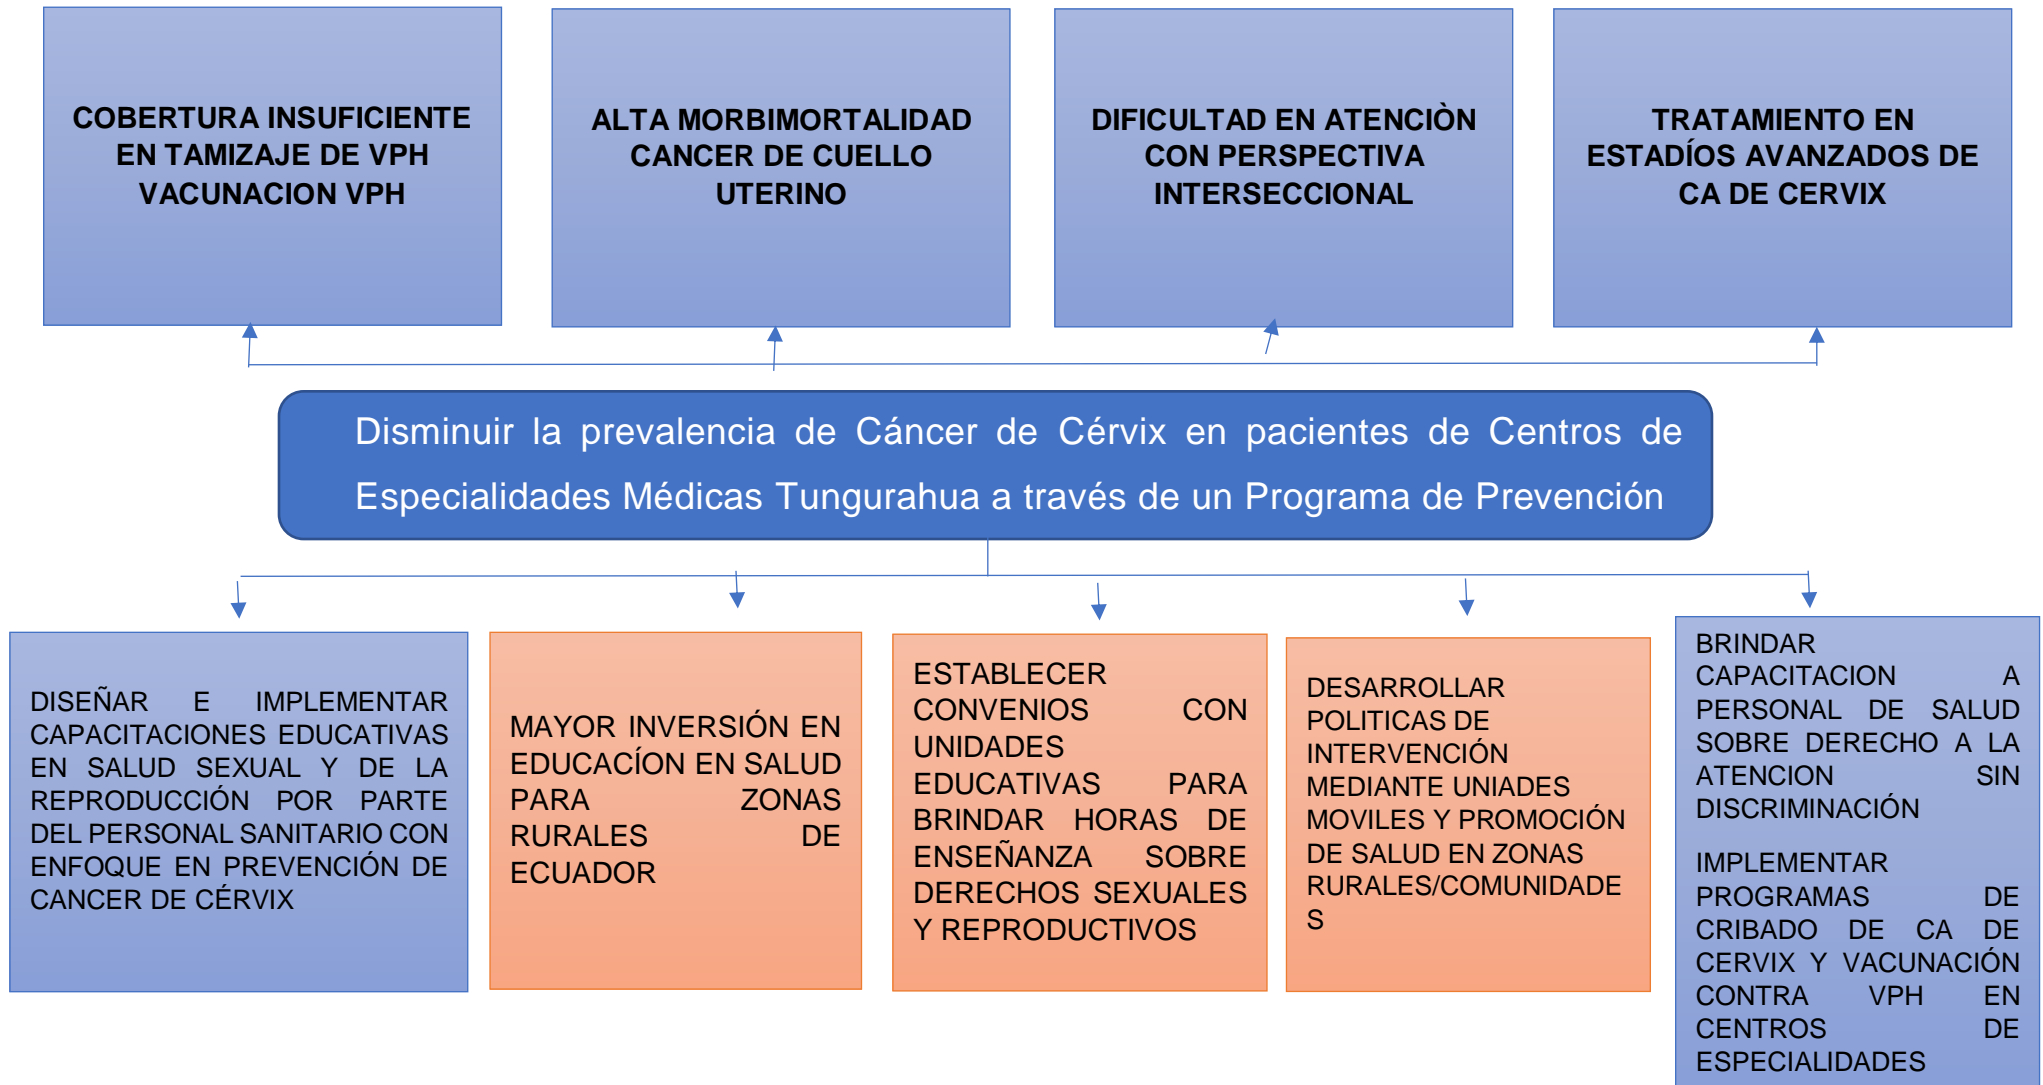 COBERTURA INSUFICIENTE
EN TAMIZAJE DE VPH
VACUNACION VPH
ALTA MORBIMORTALIDAD
CANCER DE CUELLO
UTERINO
DIFICULTAD EN ATENCIÒN
CON PERSPECTIVA
INTERSECCIONAL
TRATAMIENTO EN
ESTADÍOS AVANZADOS DE
CA DE CERVIX
Disminuir la prevalencia de Cáncer de Cérvix en pacientes de Centros de
Especialidades Médicas Tungurahua a través de un Programa de Prevención
DISEÑAR E IMPLEMENTAR
CAPACITACIONES EDUCATIVAS
EN SALUD SEXUAL Y DE LA
REPRODUCCIÓN POR PARTE
DEL PERSONAL SANITARIO CON
ENFOQUE EN PREVENCIÓN DE
CANCER DE CÉRVIX
MAYOR INVERSIÓN EN
EDUCACÍON EN SALUD
PARA ZONAS
RURALES DE
ECUADOR
ESTABLECER
CONVENIOS CON
UNIDADES
EDUCATIVAS PARA
BRINDAR HORAS DE
ENSEÑANZA SOBRE
DERECHOS SEXUALES
Y REPRODUCTIVOS
DESARROLLAR
POLITICAS DE
INTERVENCIÓN
MEDIANTE UNIADES
MOVILES Y PROMOCIÓN
DE SALUD EN ZONAS
RURALES/COMUNIDADE
S
BRINDAR
CAPACITACION A
PERSONAL DE SALUD
SOBRE DERECHO A LA
ATENCION SIN
DISCRIMINACIÓN
IMPLEMENTAR
PROGRAMAS DE
CRIBADO DE CA DE
CERVIX Y VACUNACIÓN
CONTRA VPH EN
CENTROS DE
ESPECIALIDADES